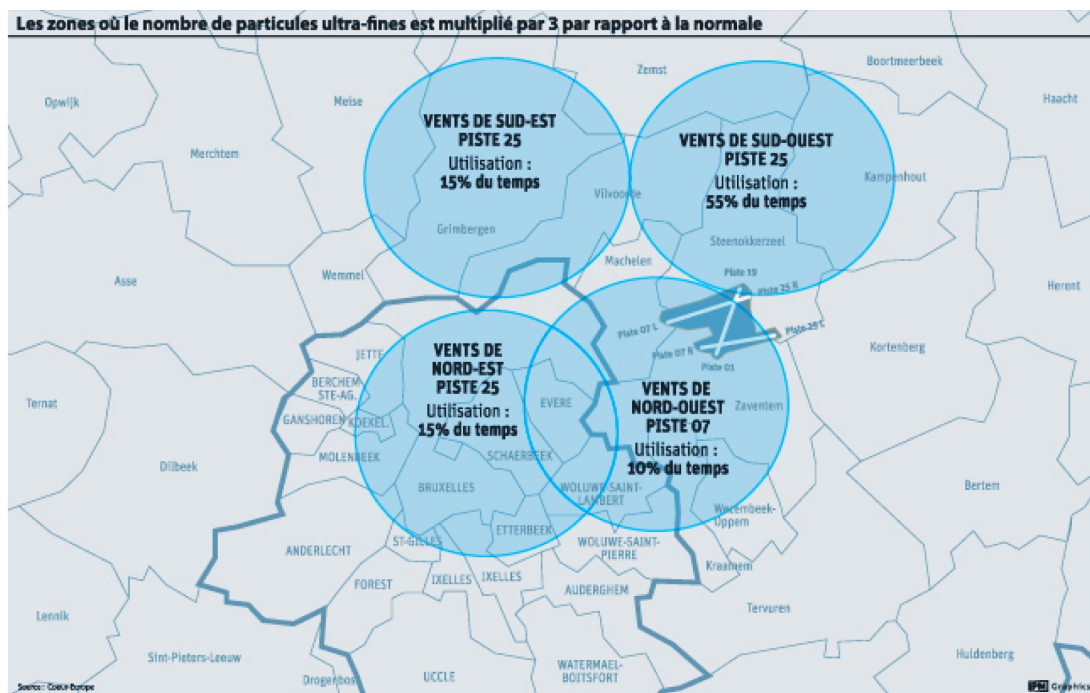 Les zones où le nombre de particules ultra-fines est multiplié par 3 par rapport à la normale
Zemst
Boortmeerbeek
Opwijk
Meise
Haacht
VENTS DE SUD-EST
PISTE 25
Utilisation :
15% du temps
VENTS DE SUD-OUEST
PISTE 25
Utilisation :
55% du temps
Merchtem
Kampenhout
Vilvoorde
Grimbergen
Steenokkerzeel
Machelen
Wemmel
Asse
Herent
Piste 19
Piste 25 R
Piste 07 L
Piste 25 C
Piste 07 R
Piste 01
Kortenberg
JETTE
VENTS DE
NORD-EST
PISTE 25
Utilisation :
15% du temps
BERCHEM-
STE-AG.
GANSHOREN
KOEKEL.
MOLENBEEK
EVERE
VENTS DE
NORD-OUEST
PISTE 07
Utilisation :
10% du temps
Zaventem
Ternat
Dilbeek
SCHAERBEEK
BRUXELLES
WOLUWE-SAINT-
LAMBERT
Bertem
Wezembeek-
Oppem
ETTERBEEK
ST-GILLES
WOLUWE-SAINT-
PIERRE
ANDERLECHT
Kraainem
FOREST
IXELLES
IXELLES
AUDERGHEM
Tervuren
Lennik
Sint-Pieters-Leeuw
Drogenbos
UCCLE
WATERMAEL-
BOITSFORT
Huldenberg
Source : Coeur-Europe
IPM Graphics